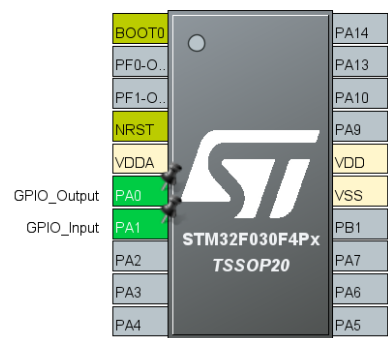 BOOT0 PA14
PF0-O.. PA13
PF1-O.. PA10
NRST PA9
VDDA VDD
GPIO_Output PA0 VSS
GPIO_Input PA1 PB1
STM32F030F4Px
TSSOP20
PA2 PA7
PA3 PA6
PA4 PA5
ST